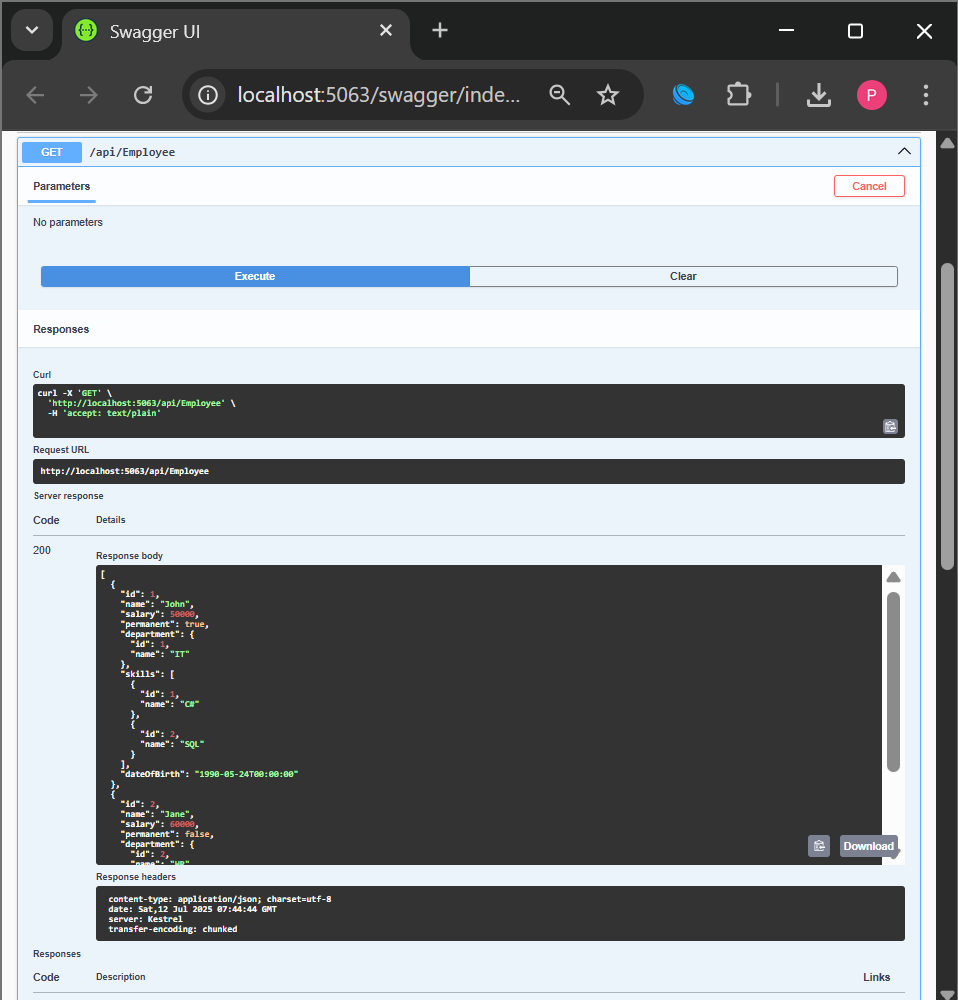 Swagger UI
localhost:5063/swagger/inde...
P
GET /api/Employee
Parameters
Cancel
No parameters
Execute
Clear
Responses
Curl
curl -X 'GET' \
'http://localhost:5063/api/Employee' \
-H 'accept: text/plain'
Request URL
http://localhost:5063/api/Employee
Server response
Code Details
200
Response body
[
{
"id": 1,
"name": "John",
"salary": 50000,
"permanent": true,
"department": {
"id": 1,
"name": "IT"
},
"skills": [
{
"id": 1,
"name": "C#"
},
{
"id": 2,
"name": "SQL"
}
],
"dateOfBirth": "1990-05-24T00:00:00"
},
{
"id": 2,
"name": "Jane",
"salary": 60000,
"permanent": false,
"department": {
"id": 2,
"name": "HR"
Download
Response headers
content-type: application/json; charset=utf-8
date: Sat,12 Jul 2025 07:44:44 GMT
server: Kestrel
transfer-encoding: chunked
Responses
Code Description Links